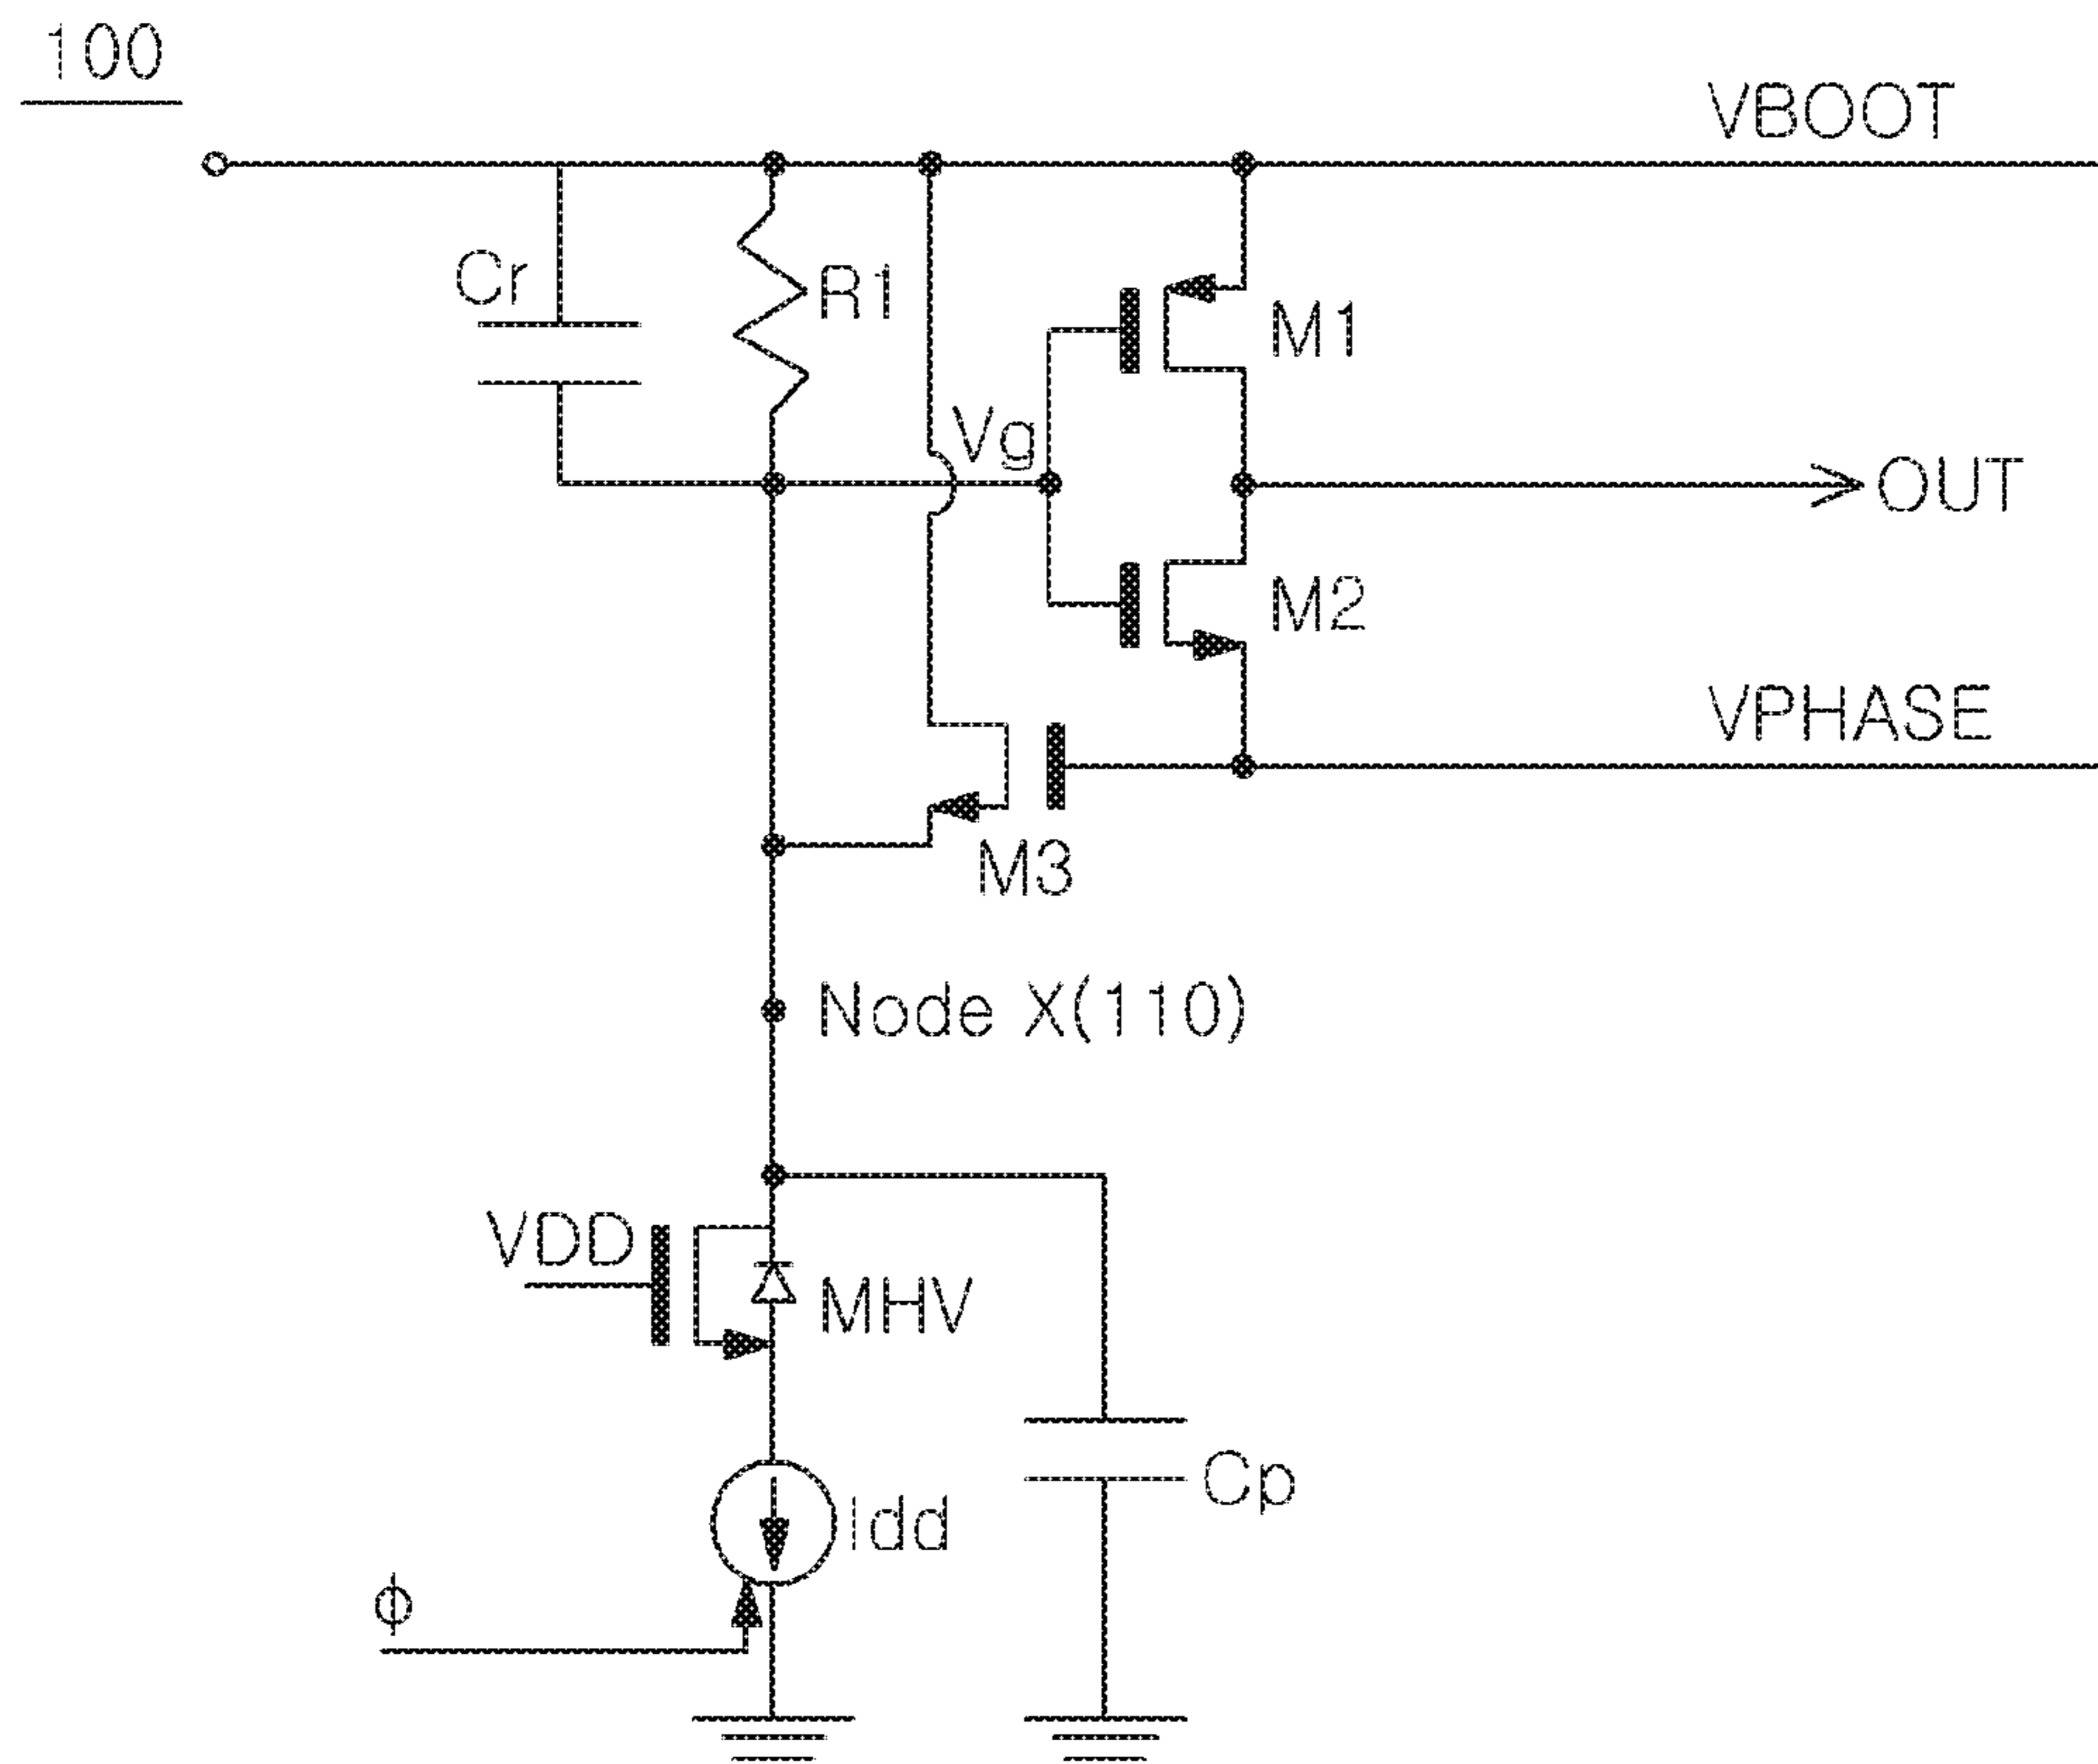 100
VBOOT
Cr
R1
M1
Vg
OUT
M2
VPHASE
M3
Node X(110)
VDD
MHV
Cp
Idd
ϕ